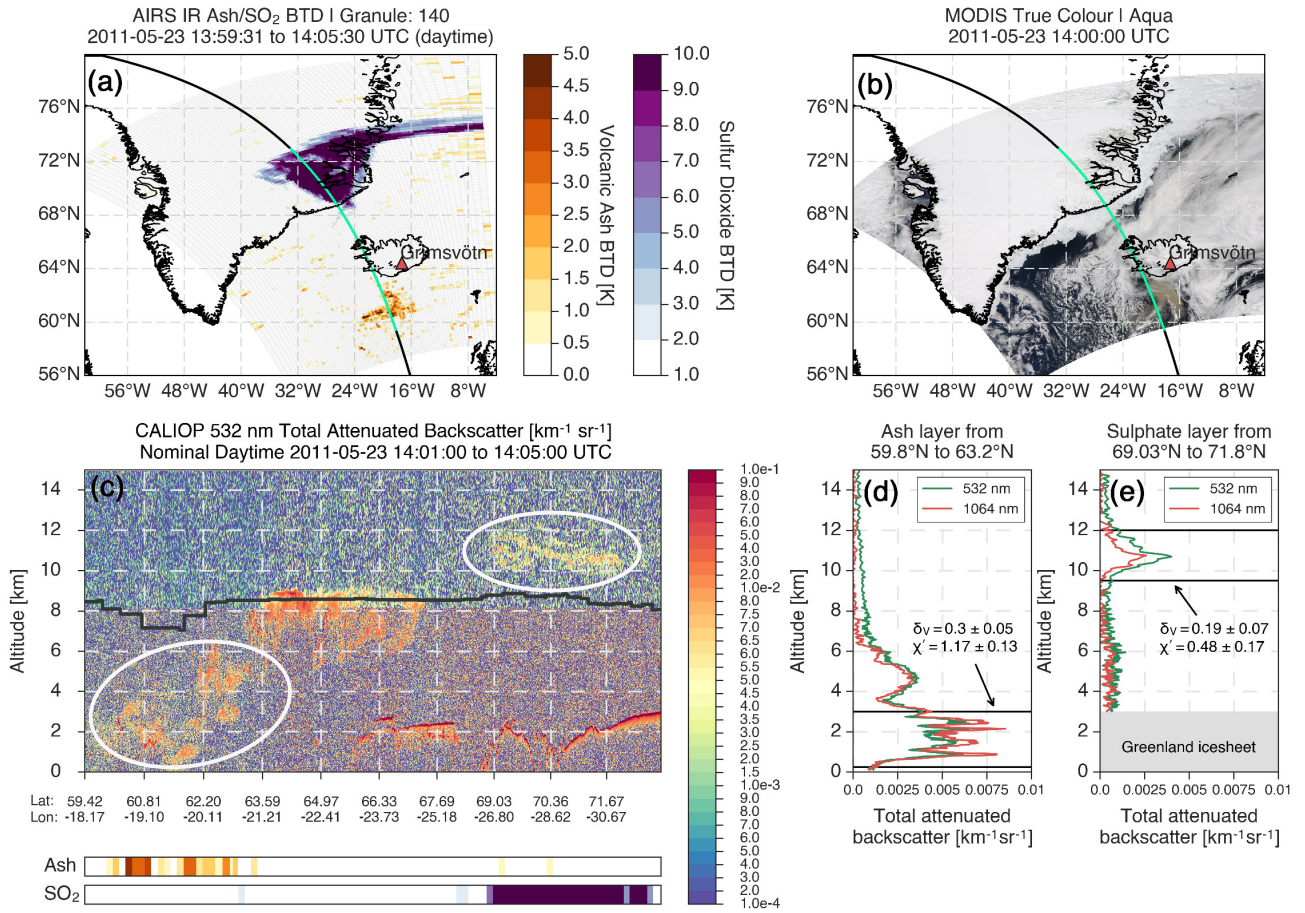 AIRS IR Ash/SO₂ BTD | Granule: 140
2011-05-23 13:59:31 to 14:05:30 UTC (daytime)
(a)
76°N
72°N
68°N
64°N
60°N
56°N
56°W 48°W 40°W 32°W 24°W 16°W 8°W
Grímsvötn
5.0
4.5
4.0
3.5
3.0
2.5
2.0
1.5
1.0
0.5
0.0
Volcanic Ash BTD [K]
10.0
9.0
8.0
7.0
6.0
5.0
4.0
3.0
2.0
1.0
Sulfur Dioxide BTD [K]
MODIS True Colour | Aqua
2011-05-23 14:00:00 UTC
(b)
76°N
72°N
68°N
64°N
60°N
56°N
56°W 48°W 40°W 32°W 24°W 16°W 8°W
Grímsvötn
CALIOP 532 nm Total Attenuated Backscatter [km⁻¹ sr⁻¹]
Nominal Daytime 2011-05-23 14:01:00 to 14:05:00 UTC
(c)
Altitude [km]
14
12
10
8
6
4
2
0
Lat: 59.42 60.81 62.20 63.59 64.97 66.33 67.69 69.03 70.36 71.67
Lon: -18.17 -19.10 -20.11 -21.21 -22.41 -23.73 -25.18 -26.80 -28.62 -30.67
Ash
SO₂
1.0e-1
9.0
8.0
7.0
6.0
5.0
4.0
3.0
2.0
1.0e-2
9.0
8.0
7.0
6.5
6.0
5.5
5.0
4.5
4.0
3.5
3.0
2.5
2.0
1.5
1.0e-3
9.0
8.0
7.0
6.0
5.0
4.0
3.0
2.0
1.0e-4
Ash layer from
59.8°N to 63.2°N
(d)
532 nm
1064 nm
Altitude [km]
14
12
10
8
6
4
2
0
δᵥ = 0.3 ± 0.05
χ′ = 1.17 ± 0.13
0.0 0.0025 0.005 0.0075 0.01
Total attenuated
backscatter [km⁻¹sr⁻¹]
Sulphate layer from
69.03°N to 71.8°N
(e)
532 nm
1064 nm
Altitude [km]
14
12
10
8
6
4
2
0
δᵥ = 0.19 ± 0.07
χ′ = 0.48 ± 0.17
Greenland icesheet
0.0 0.0025 0.005 0.0075 0.01
Total attenuated
backscatter [km⁻¹sr⁻¹]